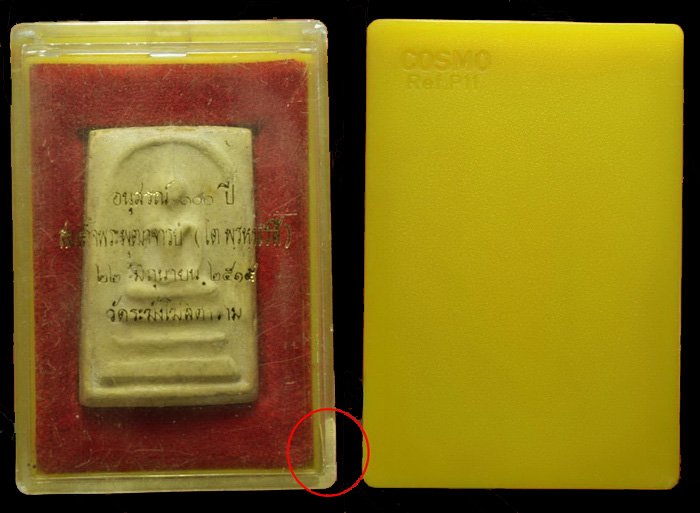 อนุสรณ์ ๑๐๐ ปี
สมเด็จพระพุฒาจารย์ (โต พฺรหฺมรํสี)
๒๒ มิถุนายน ๒๕๑๕
วัดระฆังโฆสิตาราม
COSMO
Ref.P11